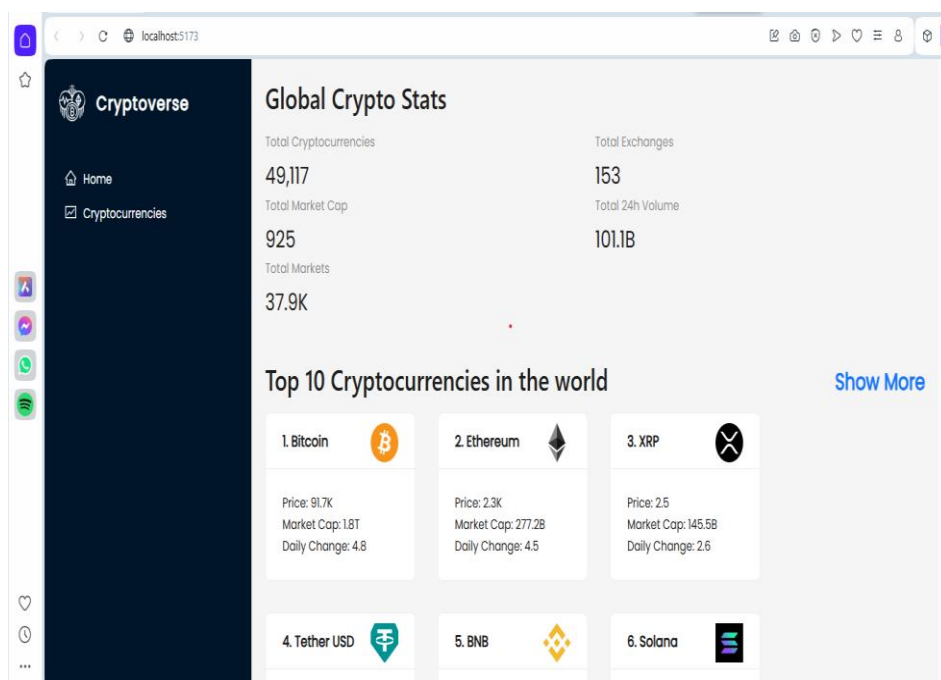 localhost:5173
Cryptoverse
Home
Cryptocurrencies
Global Crypto Stats
Total Cryptocurrencies
49,117
Total Exchanges
153
Total Market Cap
925
Total 24h Volume
101.1B
Total Markets
37.9K
Top 10 Cryptocurrencies in the world
Show More
1. Bitcoin
Price: 91.7K
Market Cap: 1.8T
Daily Change: 4.8
2. Ethereum
Price: 2.3K
Market Cap: 277.2B
Daily Change: 4.5
3. XRP
Price: 2.5
Market Cap: 145.5B
Daily Change: 2.6
4. Tether USD
5. BNB
6. Solana